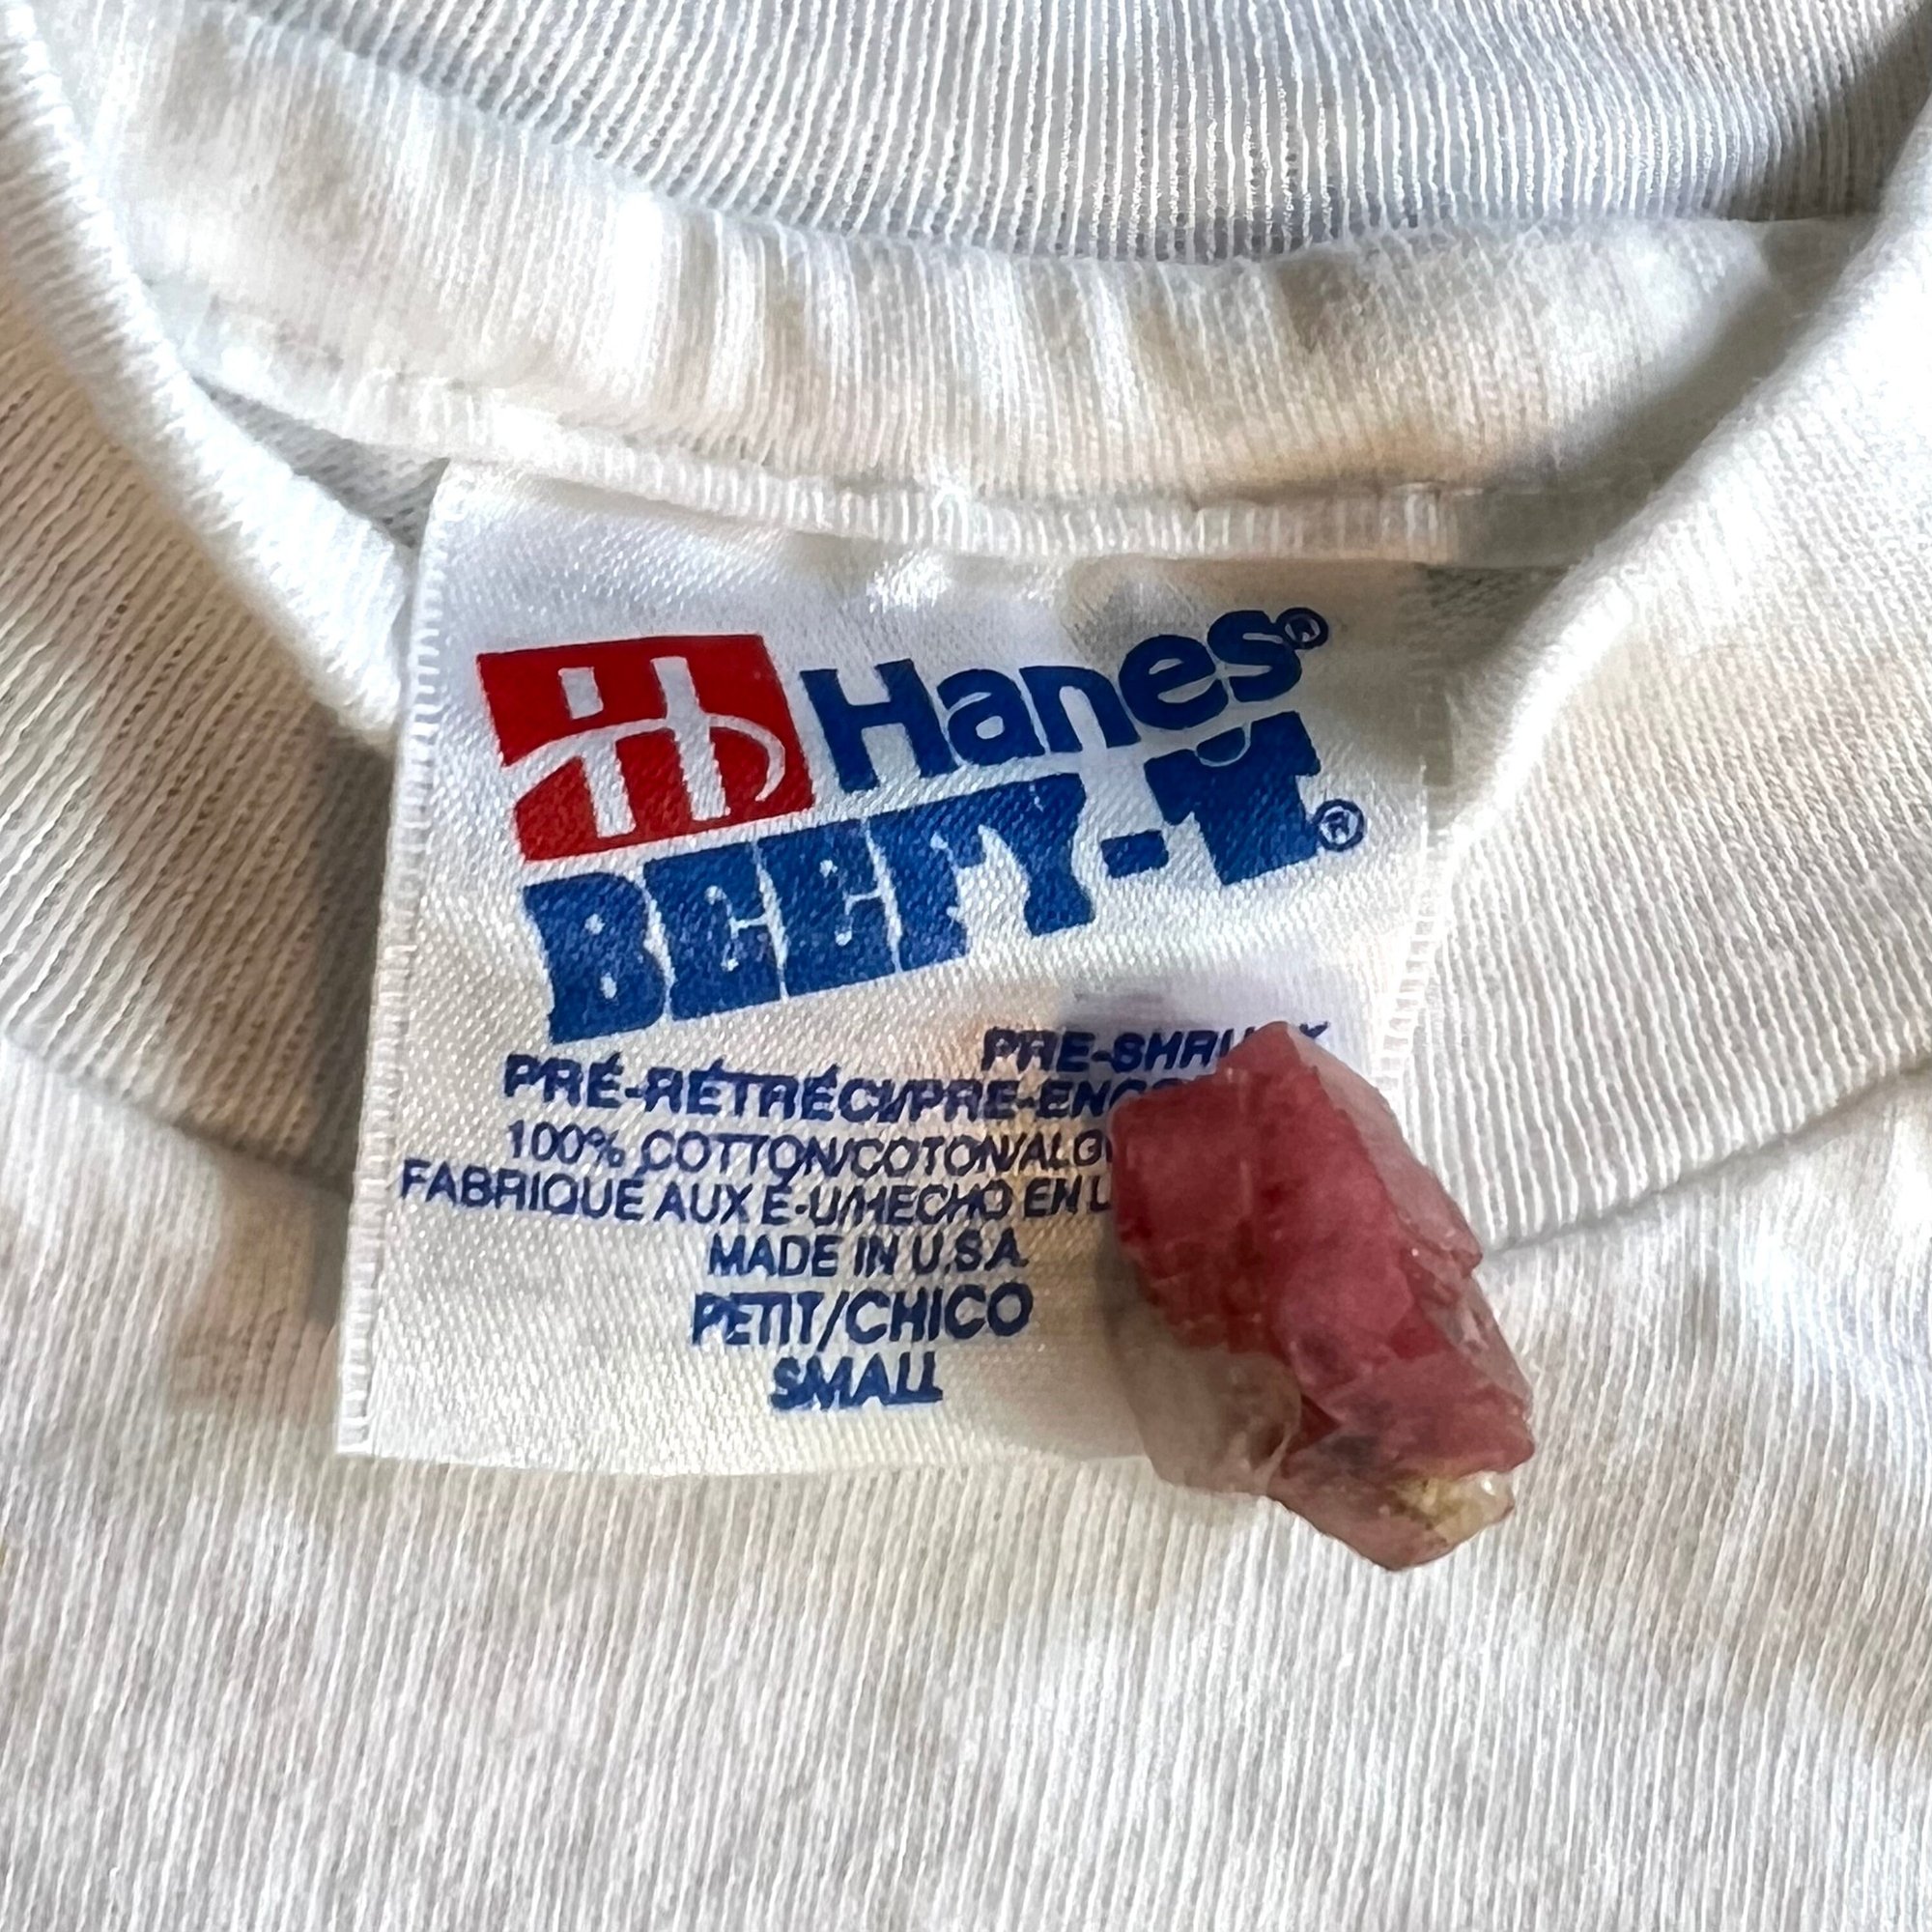 H Hanes®
BEEFY-T®
PRE-SHRUNK
PRÉ-RÉTRÉCI/PRE-ENCO
100% COTTON/COTON/ALG
FABRIQUÉ AUX É-U/HECHO EN L
MADE IN U.S.A.
PETIT/CHICO
SMALL